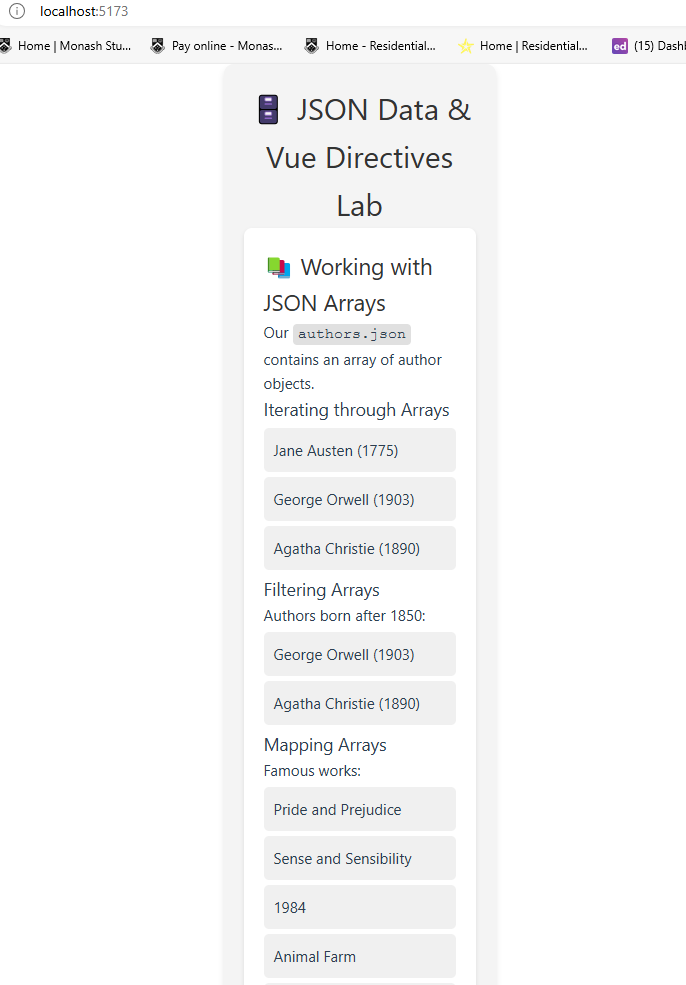 localhost:5173
Home | Monash Stu... Pay online - Monas... Home - Residential... Home | Residential... ed (15) Dashb
JSON Data &
Vue Directives
Lab
Working with
JSON Arrays
Our authors.json
contains an array of author
objects.
Iterating through Arrays
Jane Austen (1775)
George Orwell (1903)
Agatha Christie (1890)
Filtering Arrays
Authors born after 1850:
George Orwell (1903)
Agatha Christie (1890)
Mapping Arrays
Famous works:
Pride and Prejudice
Sense and Sensibility
1984
Animal Farm